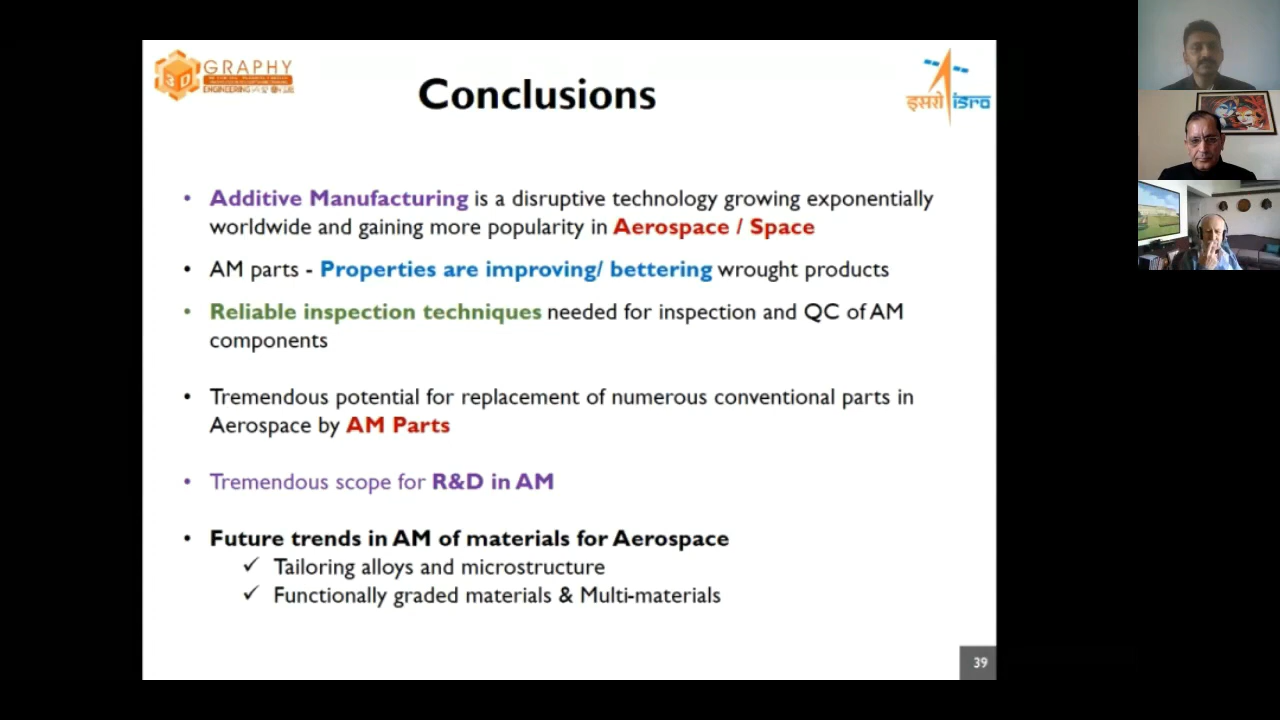 3D GRAPHY
ENGINEERING
Conclusions
इसरो isro
• Additive Manufacturing is a disruptive technology growing exponentially
worldwide and gaining more popularity in Aerospace / Space
• AM parts - Properties are improving/ bettering wrought products
• Reliable inspection techniques needed for inspection and QC of AM
components
• Tremendous potential for replacement of numerous conventional parts in
Aerospace by AM Parts
• Tremendous scope for R&D in AM
• Future trends in AM of materials for Aerospace
✓ Tailoring alloys and microstructure
✓ Functionally graded materials & Multi-materials
39